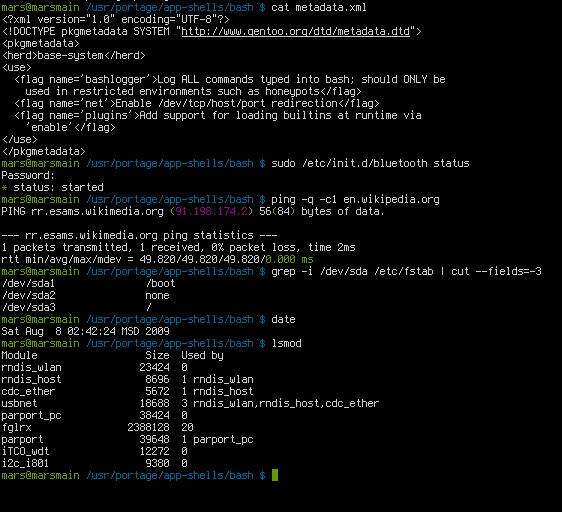 mars@marsmain /usr/portage/app-shells/bash $ cat metadata.xml
<?xml version="1.0" encoding="UTF-8"?>
<!DOCTYPE pkgmetadata SYSTEM "http://www.gentoo.org/dtd/metadata.dtd">
<pkgmetadata>
<herd>base-system</herd>
<use>
  <flag name='bashlogger'>Log ALL commands typed into bash; should ONLY be
    used in restricted environments such as honeypots</flag>
  <flag name='net'>Enable /dev/tcp/host/port redirection</flag>
  <flag name='plugins'>Add support for loading builtins at runtime via
    'enable'</flag>
</use>
</pkgmetadata>
mars@marsmain /usr/portage/app-shells/bash $ sudo /etc/init.d/bluetooth status
Password:
* status: started
mars@marsmain /usr/portage/app-shells/bash $ ping -q -c1 en.wikipedia.org
PING rr.esams.wikimedia.org (91.198.174.2) 56(84) bytes of data.

--- rr.esams.wikimedia.org ping statistics ---
1 packets transmitted, 1 received, 0% packet loss, time 2ms
rtt min/avg/max/mdev = 49.820/49.820/49.820/0.000 ms
mars@marsmain /usr/portage/app-shells/bash $ grep -i /dev/sda /etc/fstab | cut --fields=-3
/dev/sda1               /boot
/dev/sda2               none
/dev/sda3               /
mars@marsmain /usr/portage/app-shells/bash $ date
Sat Aug  8 02:42:24 MSD 2009
mars@marsmain /usr/portage/app-shells/bash $ lsmod
Module                  Size  Used by
rndis_wlan             23424  0
rndis_host              8696  1 rndis_wlan
cdc_ether               5672  1 rndis_host
usbnet                 18688  3 rndis_wlan,rndis_host,cdc_ether
parport_pc             38424  0
fglrx                2388128  20
parport                39648  1 parport_pc
iTCO_wdt               12272  0
i2c_i801                9380  0
mars@marsmain /usr/portage/app-shells/bash $